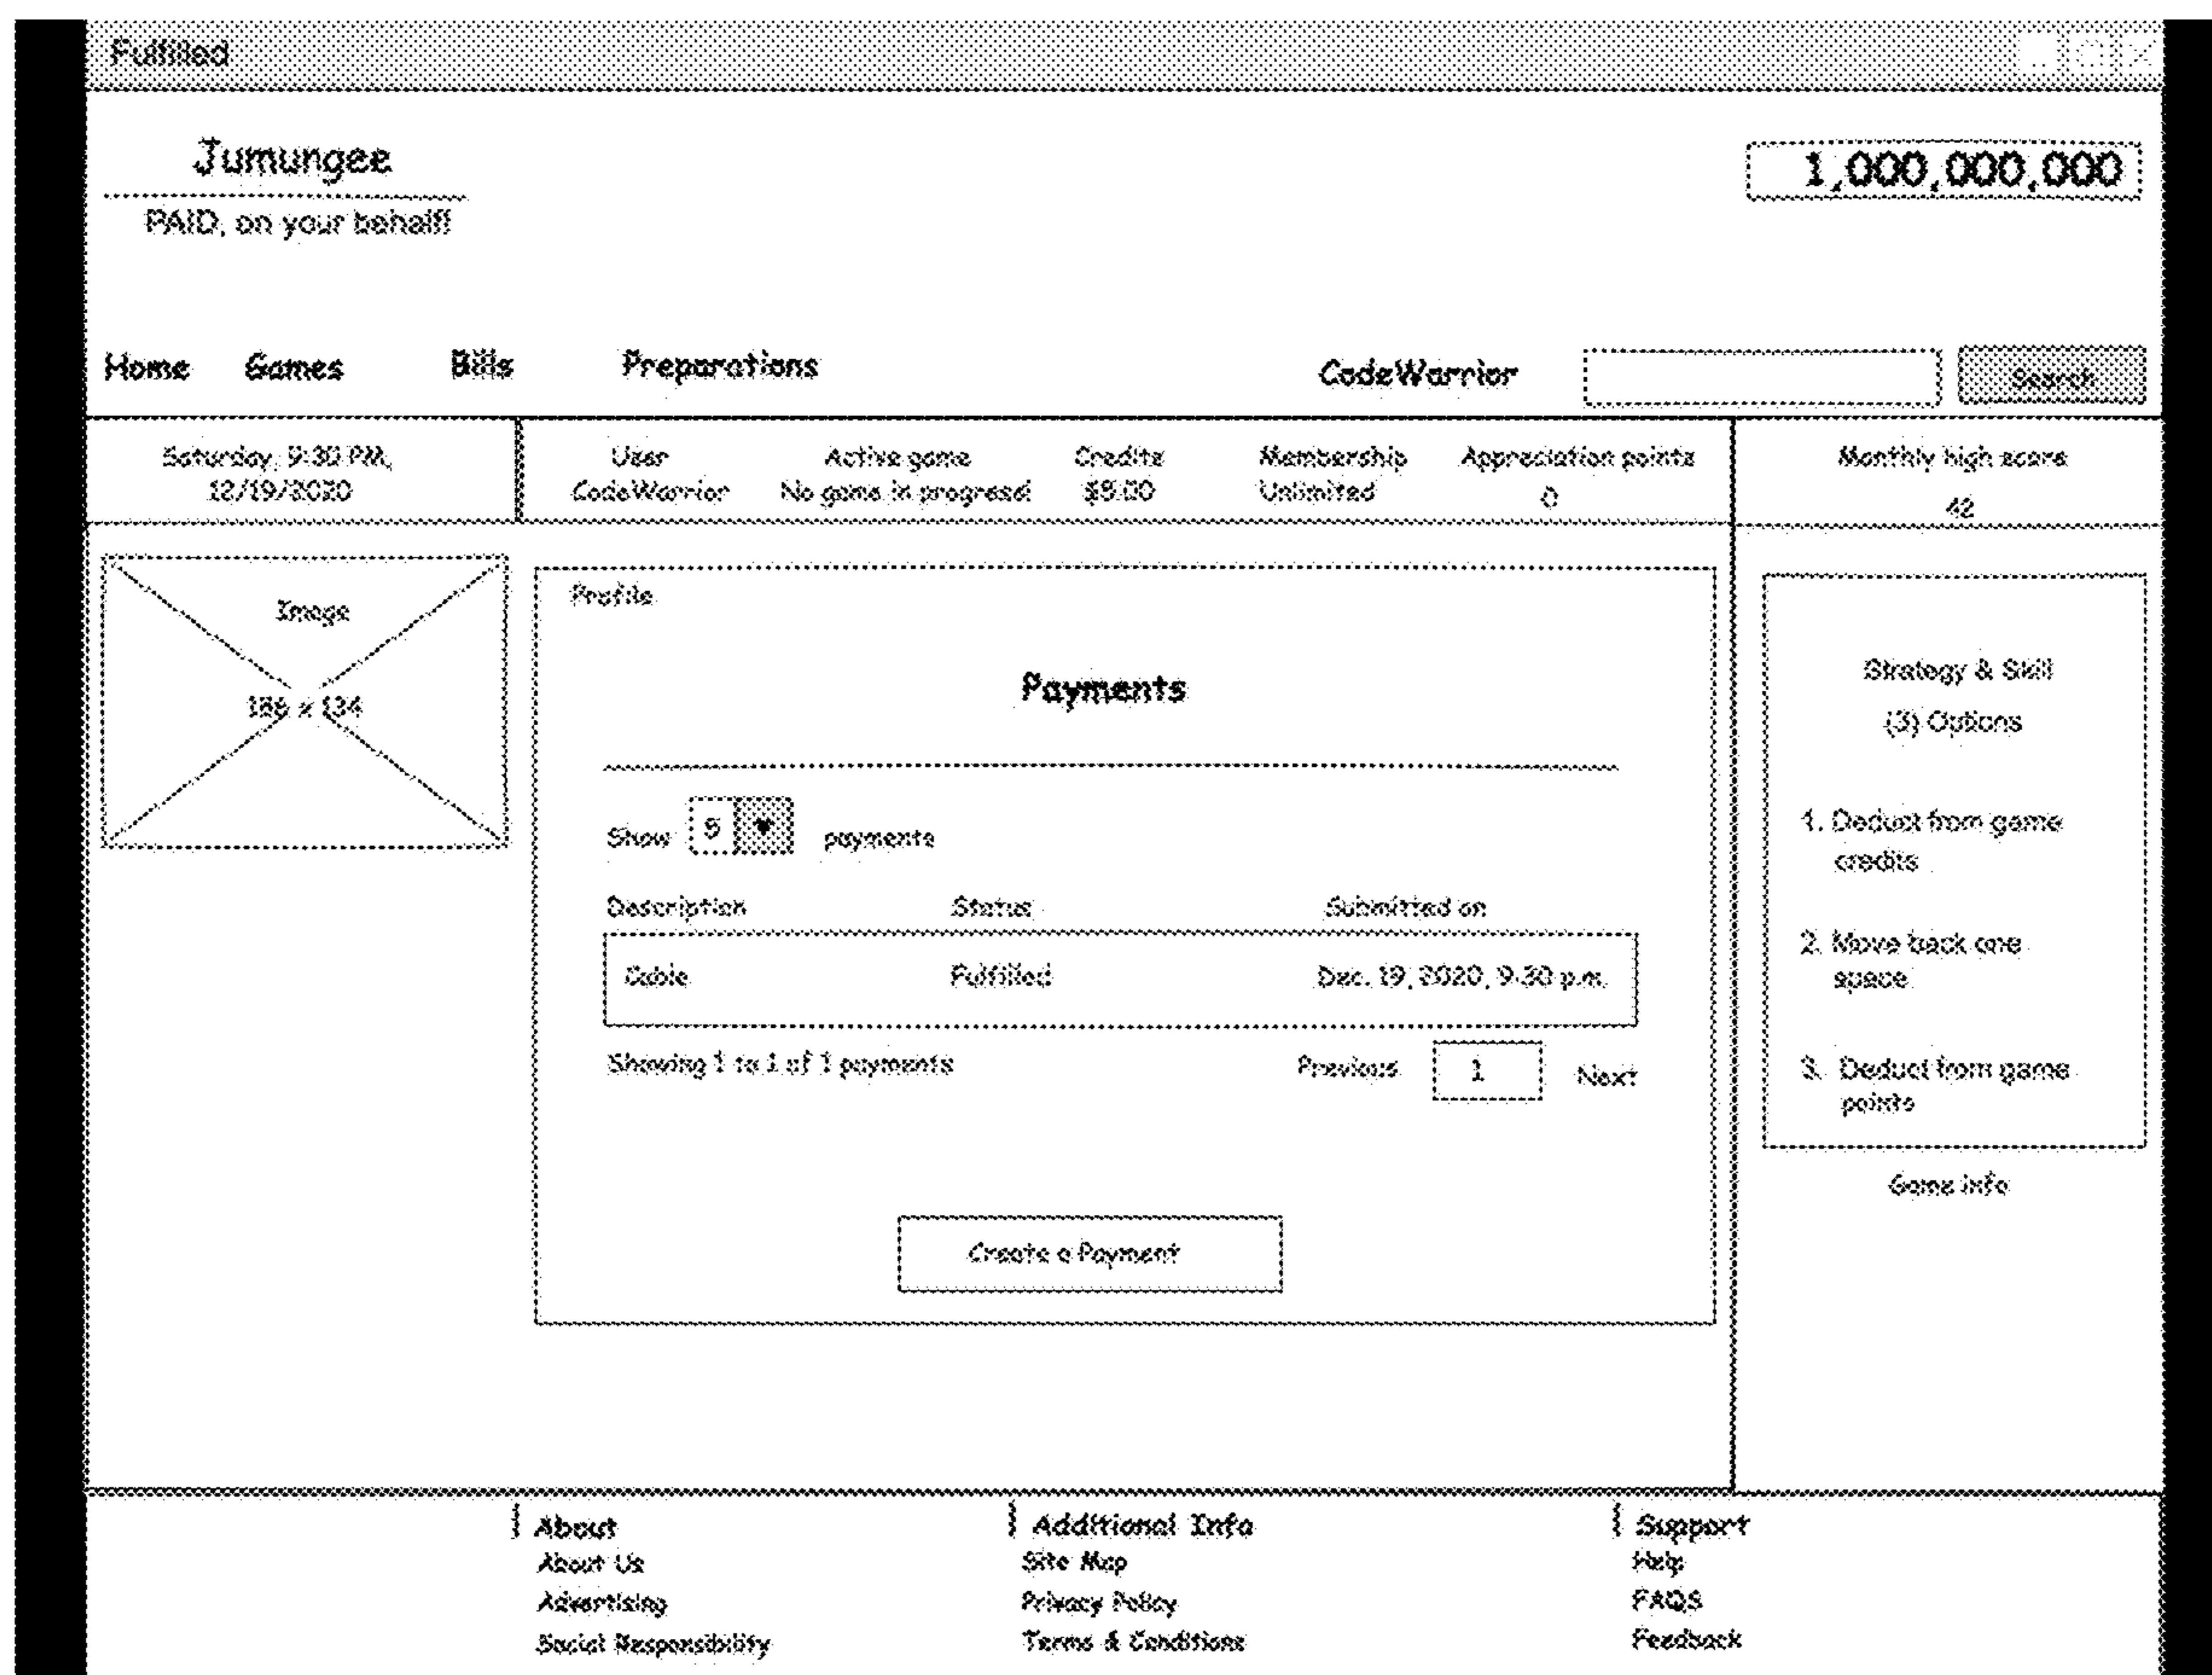 Fulfilled
Jumungee
1,000,000,000
PAID, on your behalf!
Home Games Bills Preparations CodeWarrior Search
Saturday, 9:30 PM,
12/19/2020
User
CodeWarrior
Active game
No game in progress!
Credits
$5.00
Membership
Unlimited
Appreciation points
0
Monthly high score
42
Image
186 x 134
Profile
Payments
Show 5 payments
Description Status Submitted on
Cable Fulfilled Dec. 19, 2020, 9:30 p.m.
Showing 1 to 1 of 1 payments
Previous 1 Next
Create a Payment
Strategy & Skill
(3) Options
1. Deduct from game
credits
2. Move back one
space
3. Deduct from game
points
Game info
About
About Us
Advertising
Social Responsibility
Additional Info
Site Map
Privacy Policy
Terms & Conditions
Support
Help
FAQS
Feedback